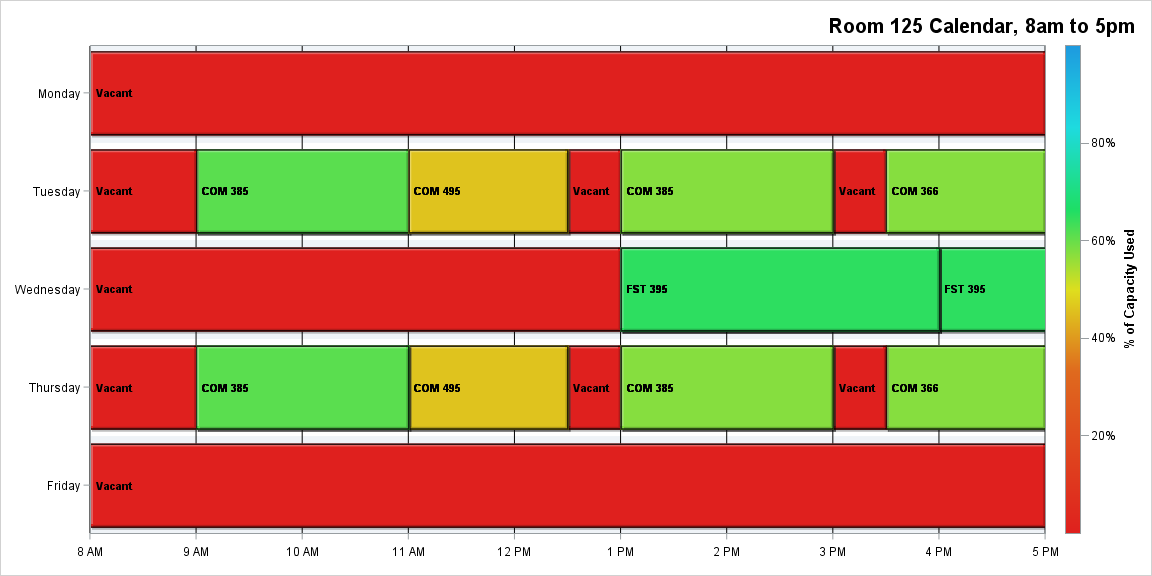 Room 125 Calendar, 8am to 5pm
Monday
Vacant
Tuesday
Vacant
COM 385
COM 495
Vacant
COM 385
Vacant
COM 366
Wednesday
Vacant
FST 395
FST 395
Thursday
Vacant
COM 385
COM 495
Vacant
COM 385
Vacant
COM 366
Friday
Vacant
8 AM
9 AM
10 AM
11 AM
12 PM
1 PM
2 PM
3 PM
4 PM
5 PM
80%
60%
40%
20%
% of Capacity Used